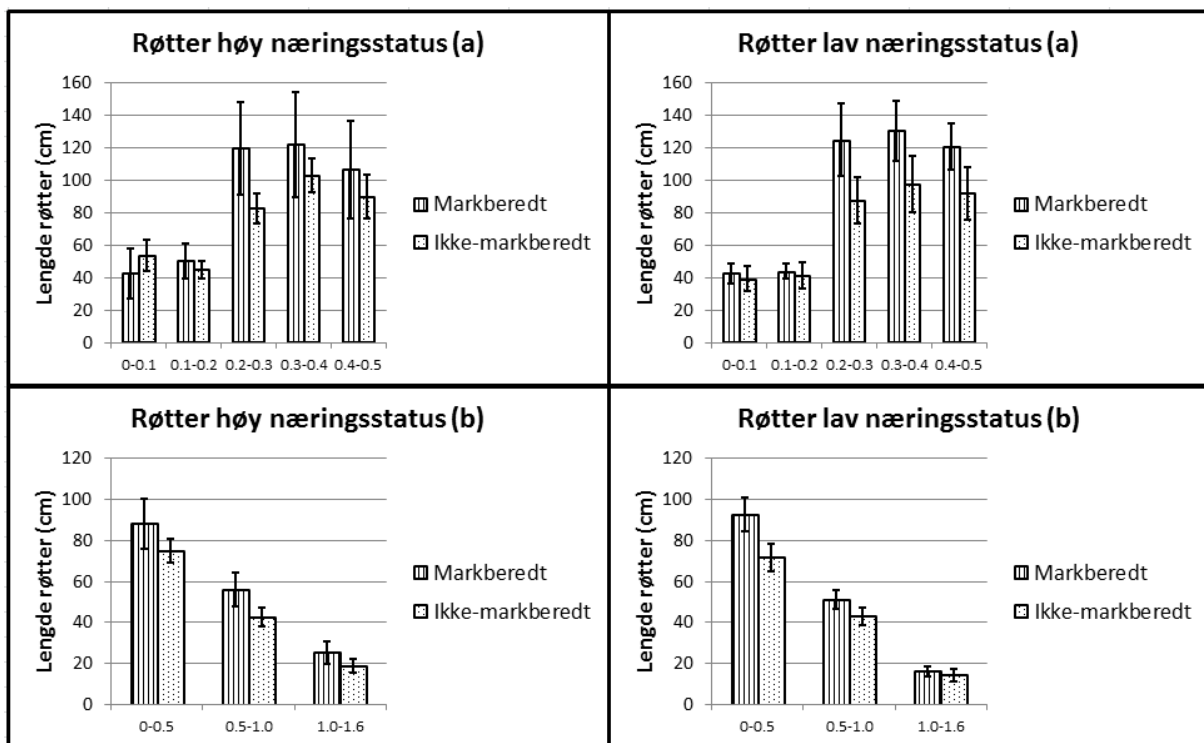 Røtter høy næringsstatus (a)
Lengde røtter (cm)
160
140
120
100
80
60
40
20
0
0-0.1 0.1-0.2 0.2-0.3 0.3-0.4 0.4-0.5
Markberedt
Ikke-markberedt
Røtter lav næringsstatus (a)
Lengde røtter (cm)
160
140
120
100
80
60
40
20
0
0-0.1 0.1-0.2 0.2-0.3 0.3-0.4 0.4-0.5
Markberedt
Ikke-markberedt
Røtter høy næringsstatus (b)
Lengde røtter (cm)
120
100
80
60
40
20
0
0-0.5 0.5-1.0 1.0-1.6
Markberedt
Ikke-markberedt
Røtter lav næringsstatus (b)
Lengde røtter (cm)
120
100
80
60
40
20
0
0-0.5 0.5-1.0 1.0-1.6
Markberedt
Ikke-markberedt